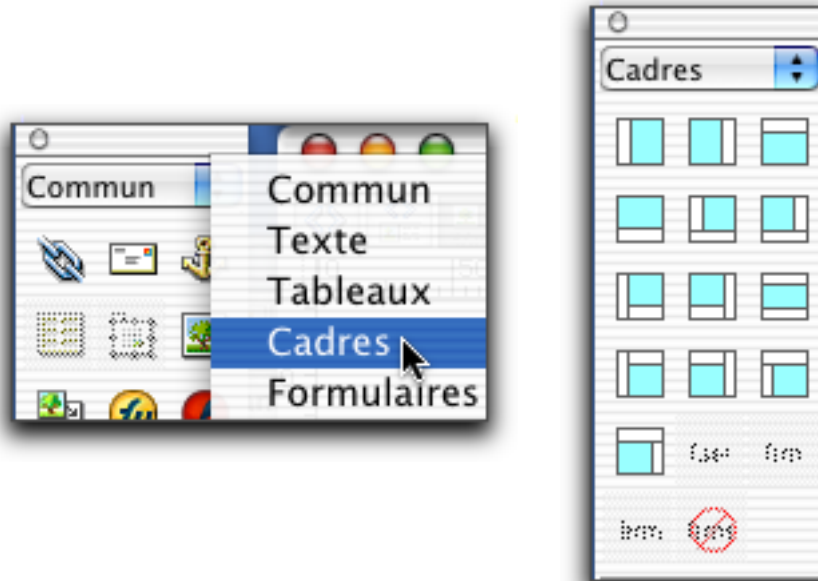 Commun
Commun
Texte
Tableaux
Cadres
Formulaires
Cadres